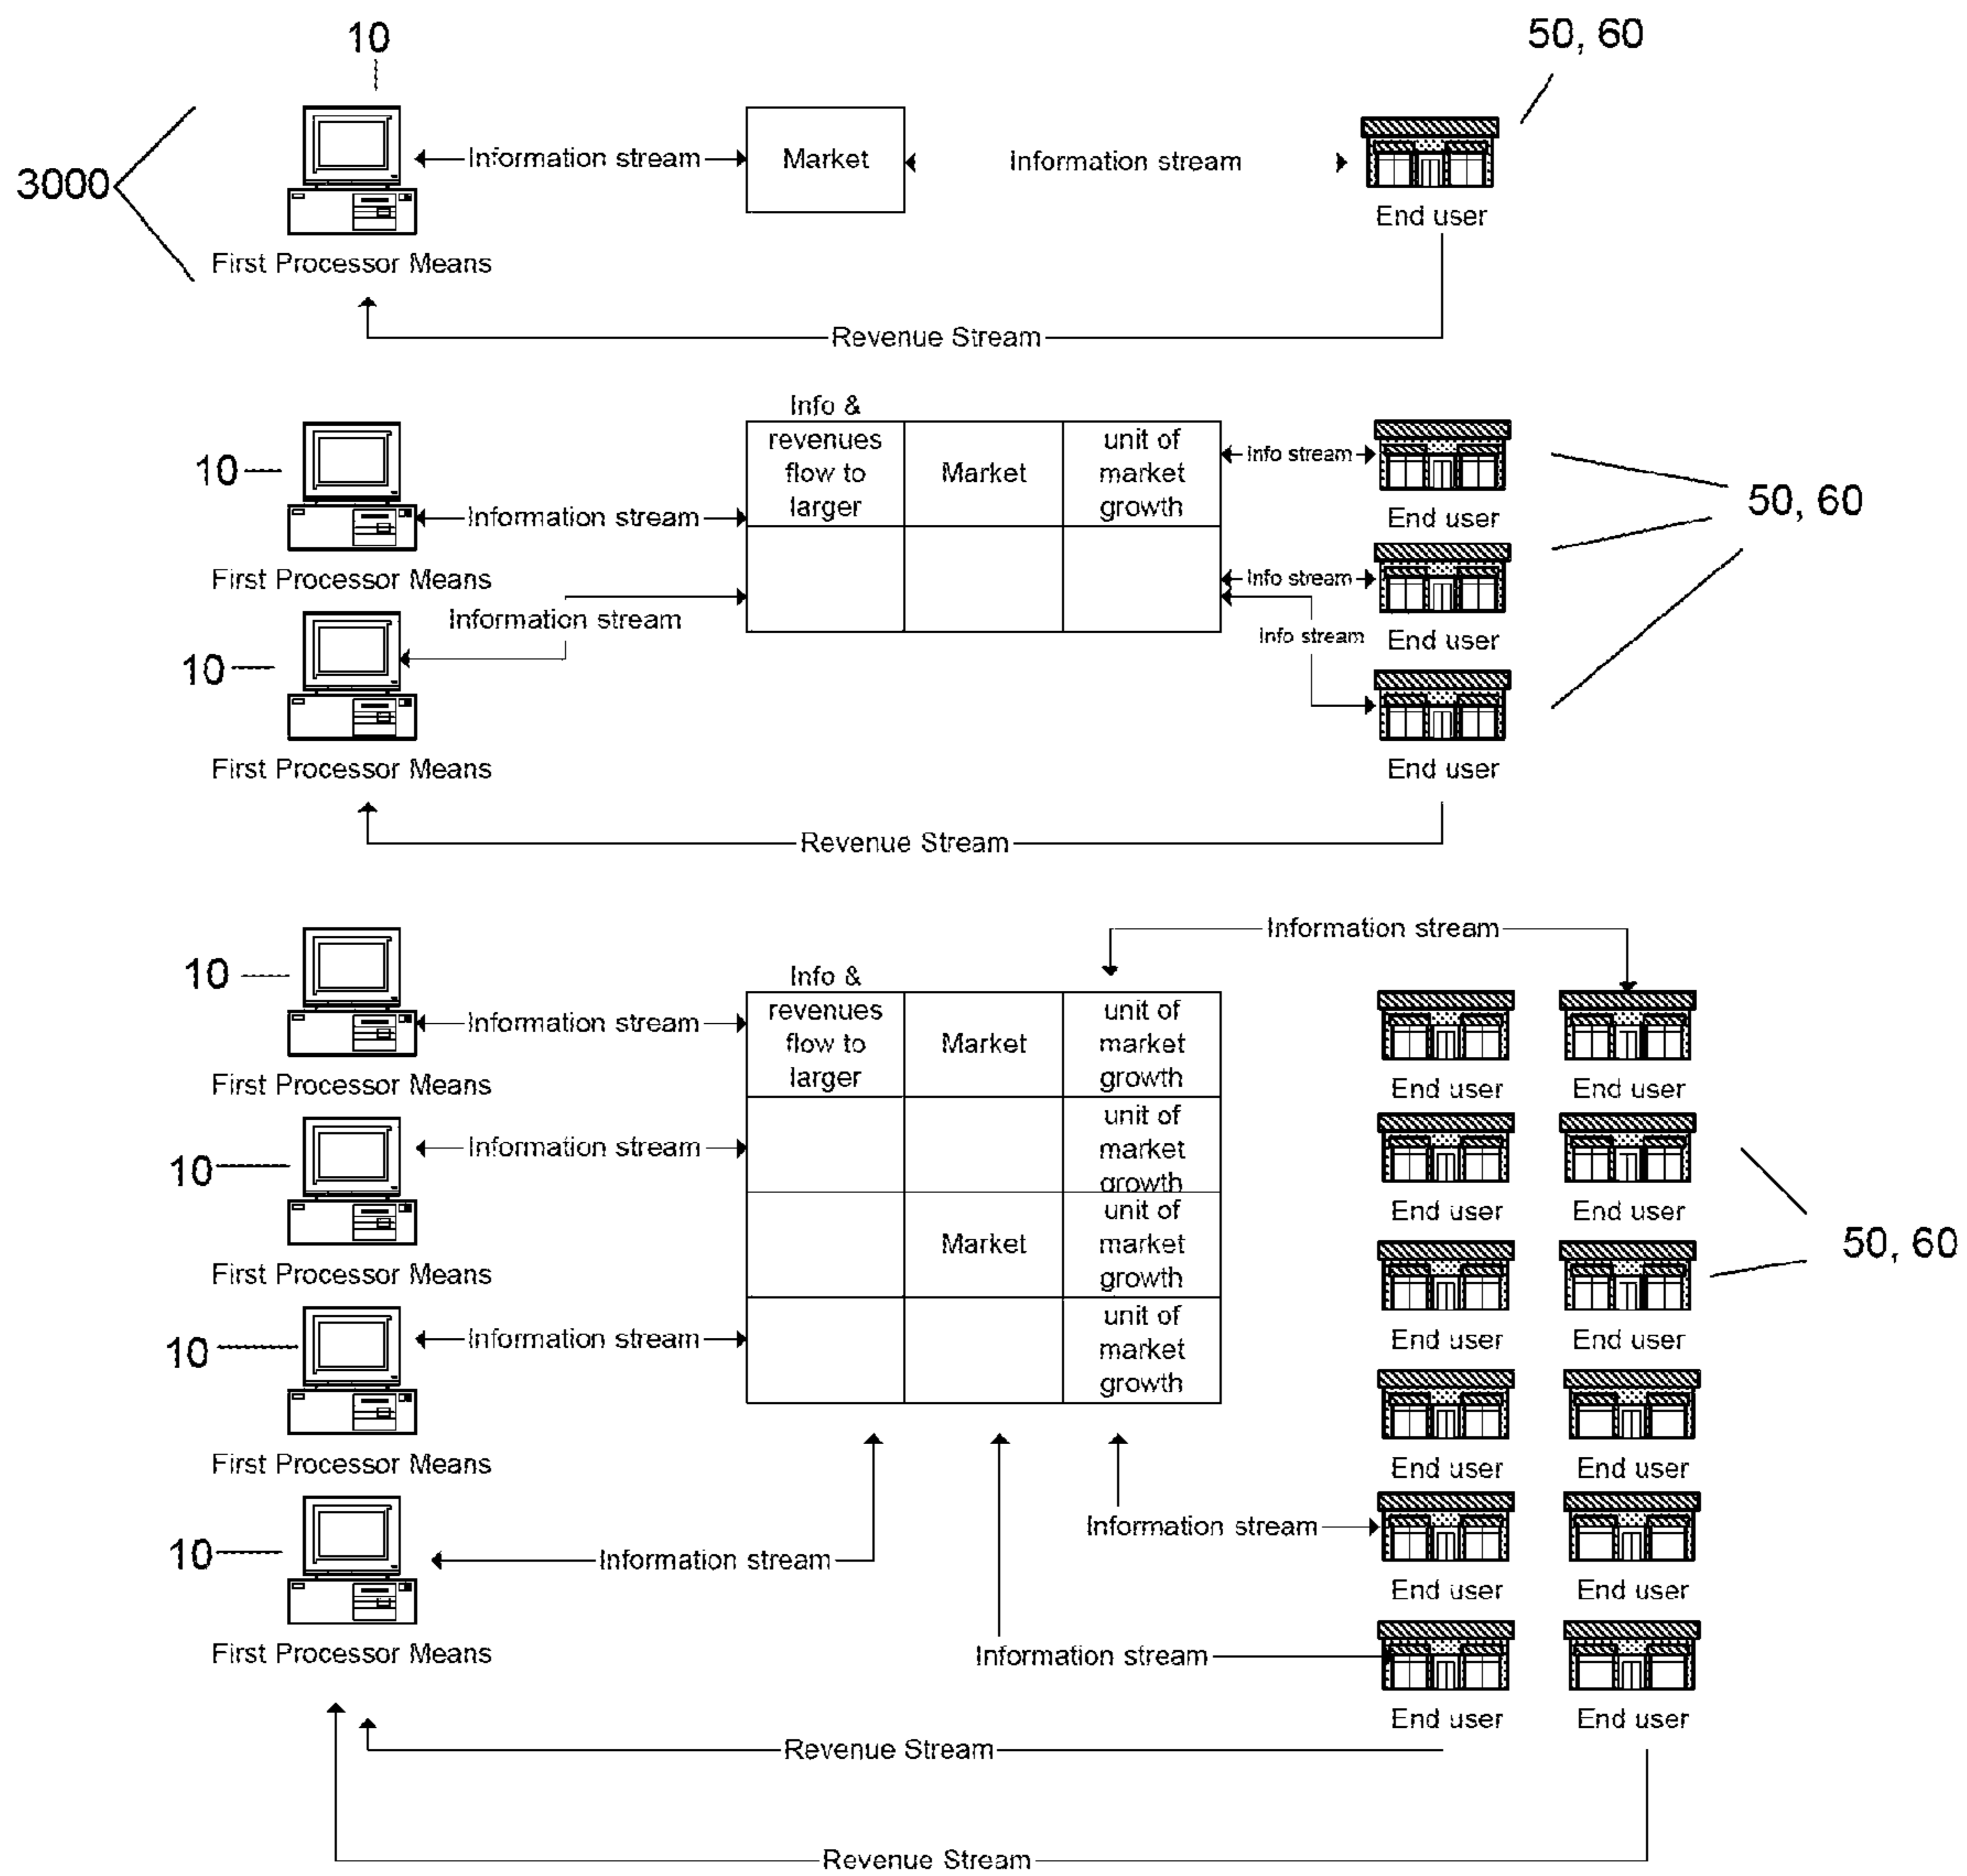 10
50, 60
3000
Information stream
Market
Information stream
End user
First Processor Means
Revenue Stream
Info &
revenues
flow to
larger
Market
unit of
market
growth
10
Information stream
First Processor Means
Info stream
End user
50, 60
Info stream
End user
Information stream
Info stream
10
First Processor Means
End user
Revenue Stream
Information stream
10
Information stream
First Processor Means
Info &
revenues
flow to
larger
Market
unit of
market
growth
End user
End user
10
Information stream
First Processor Means
unit of
market
growth
End user
End user
50, 60
Market
unit of
market
growth
End user
End user
10
Information stream
First Processor Means
unit of
market
growth
End user
End user
Information stream
End user
End user
10
Information stream
First Processor Means
Information stream
End user
End user
Revenue Stream
Revenue Stream